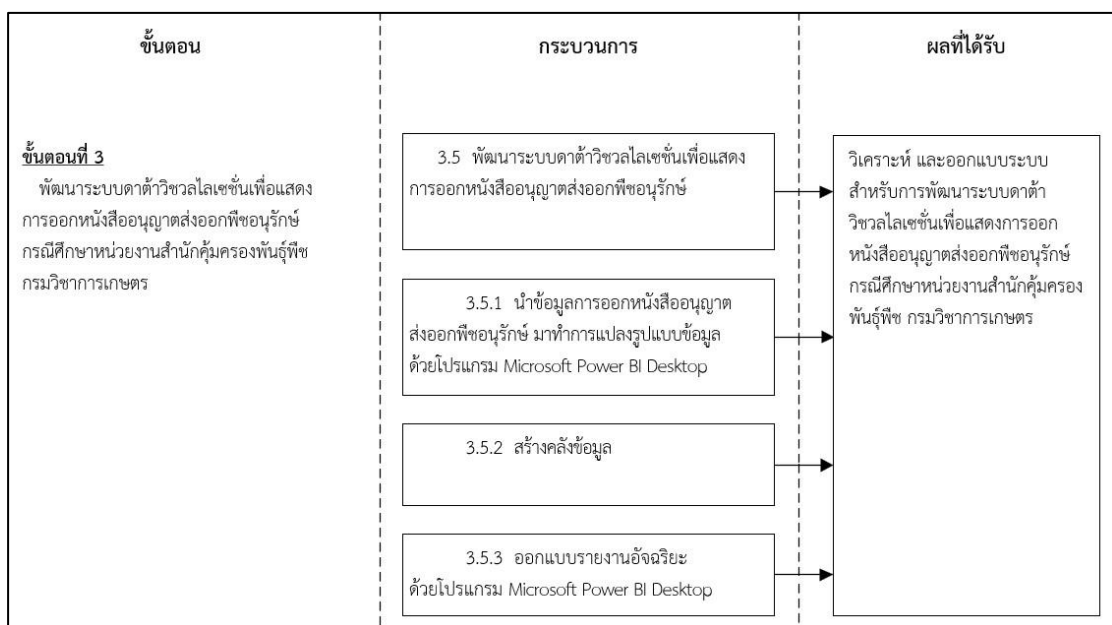 ขั้นตอน
กระบวนการ
ผลที่ได้รับ
ขั้นตอนที่ 3
พัฒนาระบบดาต้าวิชวลไลเซชั่นเพื่อแสดง
การออกหนังสืออนุญาตส่งออกพืชอนุรักษ์
กรณีศึกษาหน่วยงานสำนักคุ้มครองพันธุ์พืช
กรมวิชาการเกษตร
3.5 พัฒนาระบบดาต้าวิชวลไลเซชั่นเพื่อแสดง
การออกหนังสืออนุญาตส่งออกพืชอนุรักษ์
3.5.1 นำข้อมูลการออกหนังสืออนุญาต
ส่งออกพืชอนุรักษ์ มาทำการแปลงรูปแบบข้อมูล
ด้วยโปรแกรม Microsoft Power BI Desktop
3.5.2 สร้างคลังข้อมูล
3.5.3 ออกแบบรายงานอัจฉริยะ
ด้วยโปรแกรม Microsoft Power BI Desktop
วิเคราะห์ และออกแบบระบบ
สำหรับการพัฒนาระบบดาต้า
วิชวลไลเซชั่นเพื่อแสดงการออก
หนังสืออนุญาตส่งออกพืชอนุรักษ์
กรณีศึกษาหน่วยงานสำนักคุ้มครอง
พันธุ์พืช กรมวิชาการเกษตร